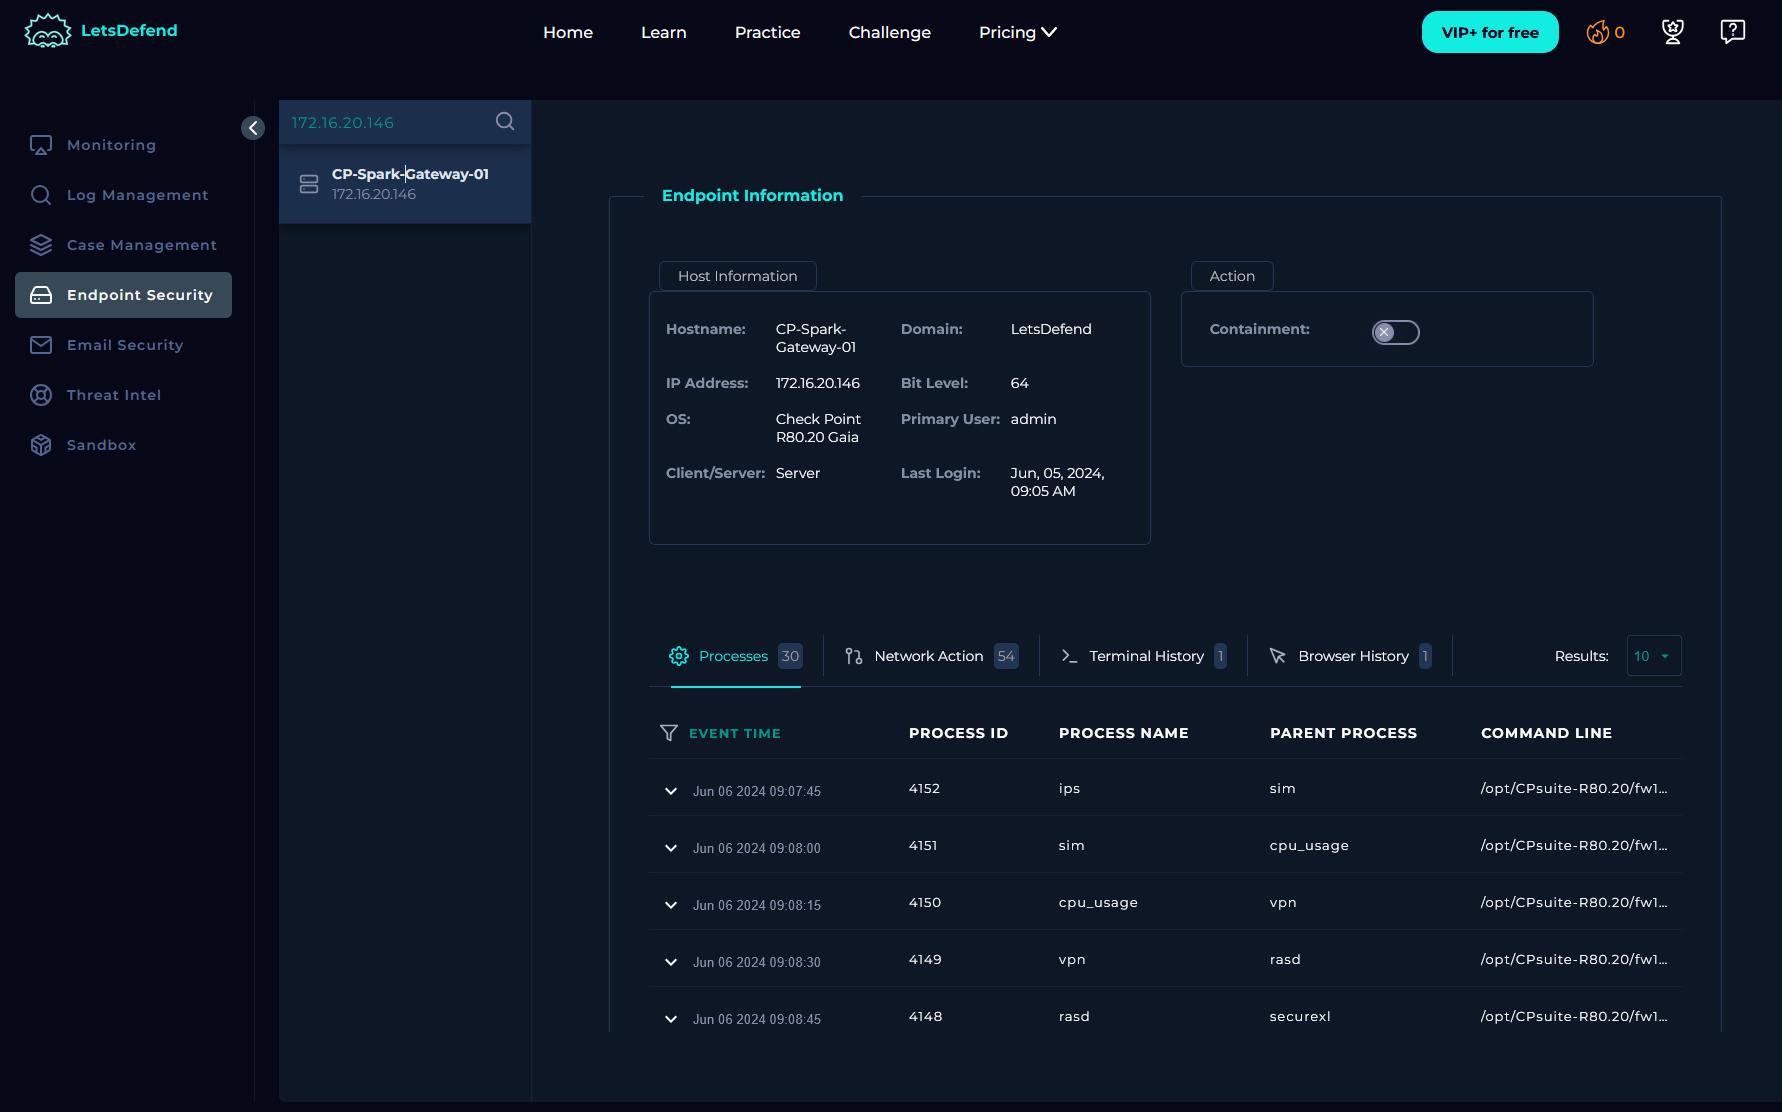 LetsDefend
Home Learn Practice Challenge Pricing
VIP+ for free 0
Monitoring
Log Management
Case Management
Endpoint Security
Email Security
Threat Intel
Sandbox
172.16.20.146
CP-Spark-Gateway-01
172.16.20.146
Endpoint Information
Host Information
Hostname: CP-Spark-
Gateway-01
Domain: LetsDefend
IP Address: 172.16.20.146
Bit Level: 64
OS: Check Point
R80.20 Gaia
Primary User: admin
Client/Server: Server
Last Login: Jun, 05, 2024,
09:05 AM
Action
Containment:
Processes 30 Network Action 54 Terminal History 1 Browser History 1 Results: 10
EVENT TIME PROCESS ID PROCESS NAME PARENT PROCESS COMMAND LINE
Jun 06 2024 09:07:45 4152 ips sim /opt/CPsuite-R80.20/fw1...
Jun 06 2024 09:08:00 4151 sim cpu_usage /opt/CPsuite-R80.20/fw1...
Jun 06 2024 09:08:15 4150 cpu_usage vpn /opt/CPsuite-R80.20/fw1...
Jun 06 2024 09:08:30 4149 vpn rasd /opt/CPsuite-R80.20/fw1...
Jun 06 2024 09:08:45 4148 rasd securexl /opt/CPsuite-R80.20/fw1...